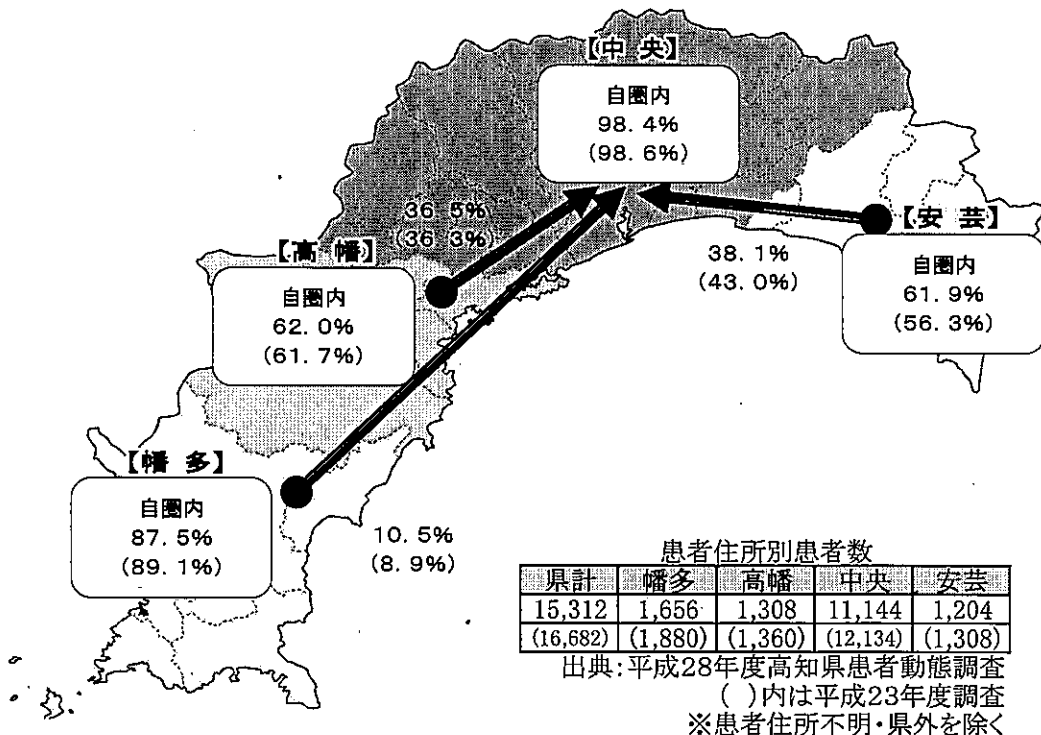 【中 央】
自圏内
98.4%
(98.6%)
36.5%
(36.3%)
【高 幡】
自圏内
62.0%
(61.7%)
【安 芸】
自圏内
61.9%
(56.3%)
38.1%
(43.0%)
【幡 多】
自圏内
87.5%
(89.1%)
10.5%
(8.9%)
患者住所別患者数
県計 幡多 高幡 中央 安芸
15,312 1,656 1,308 11,144 1,204
(16,682) (1,880) (1,360) (12,134) (1,308)
出典:平成28年度高知県患者動態調査
( )内は平成23年度調査
※患者住所不明・県外を除く